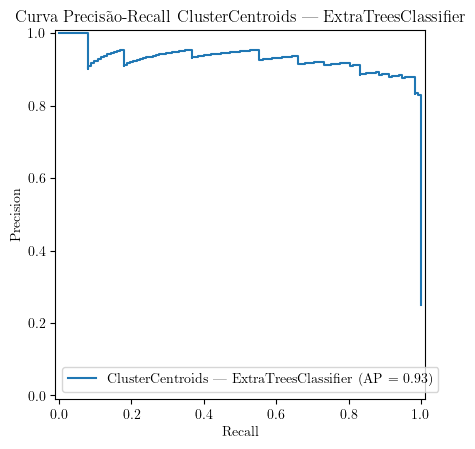 Curva Precisão-Recall ClusterCentroids — ExtraTreesClassifier
1.0
0.8
0.6
0.4
0.2
0.0
Precision
ClusterCentroids — ExtraTreesClassifier (AP = 0.93)
0.0 0.2 0.4 0.6 0.8 1.0
Recall